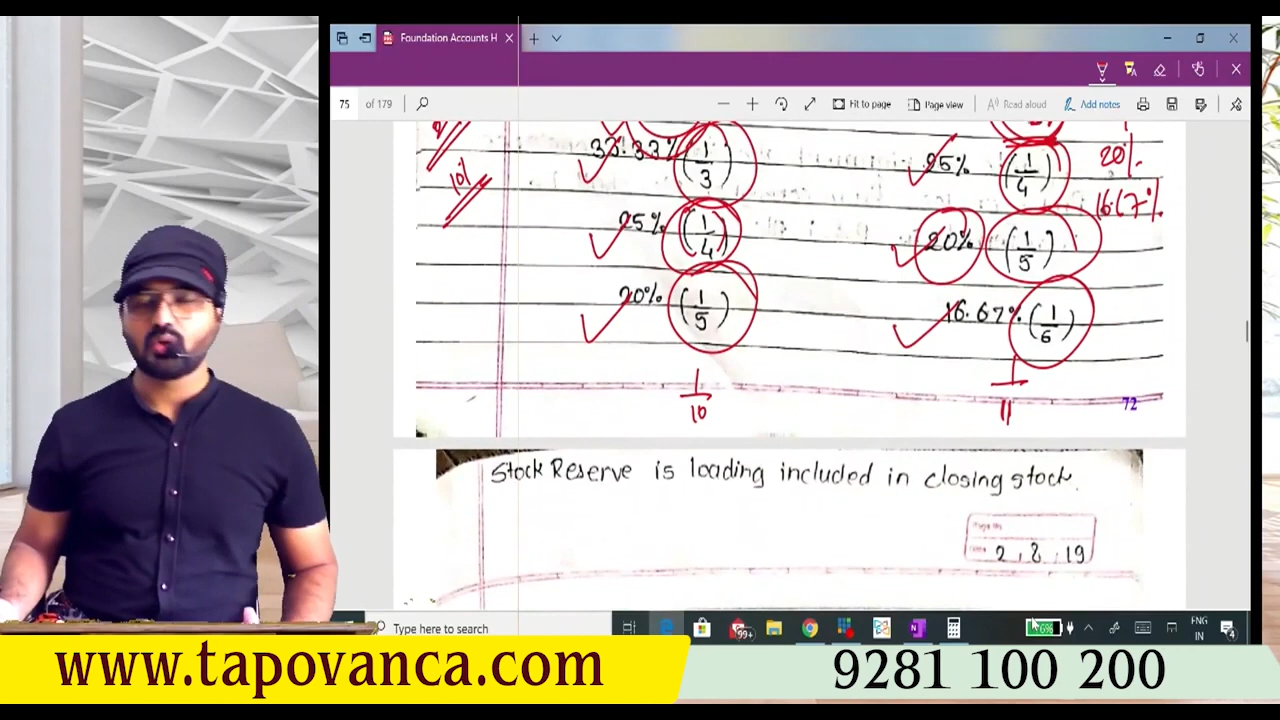 Foundation Accounts H
75 of 179
Fit to page
Page view
Read aloud
Add notes
10%
33.33% (1/3)
25% (1/4)
20%
16.67%
25% (1/4)
20% (1/5)
20% (1/5)
16.67% (1/6)
1/10
1/11
72
Stock Reserve is loading included in closing stock.
2.8.19
Type here to search
99+
ENG
IN
4
www.tapovanca.com
9281 100 200